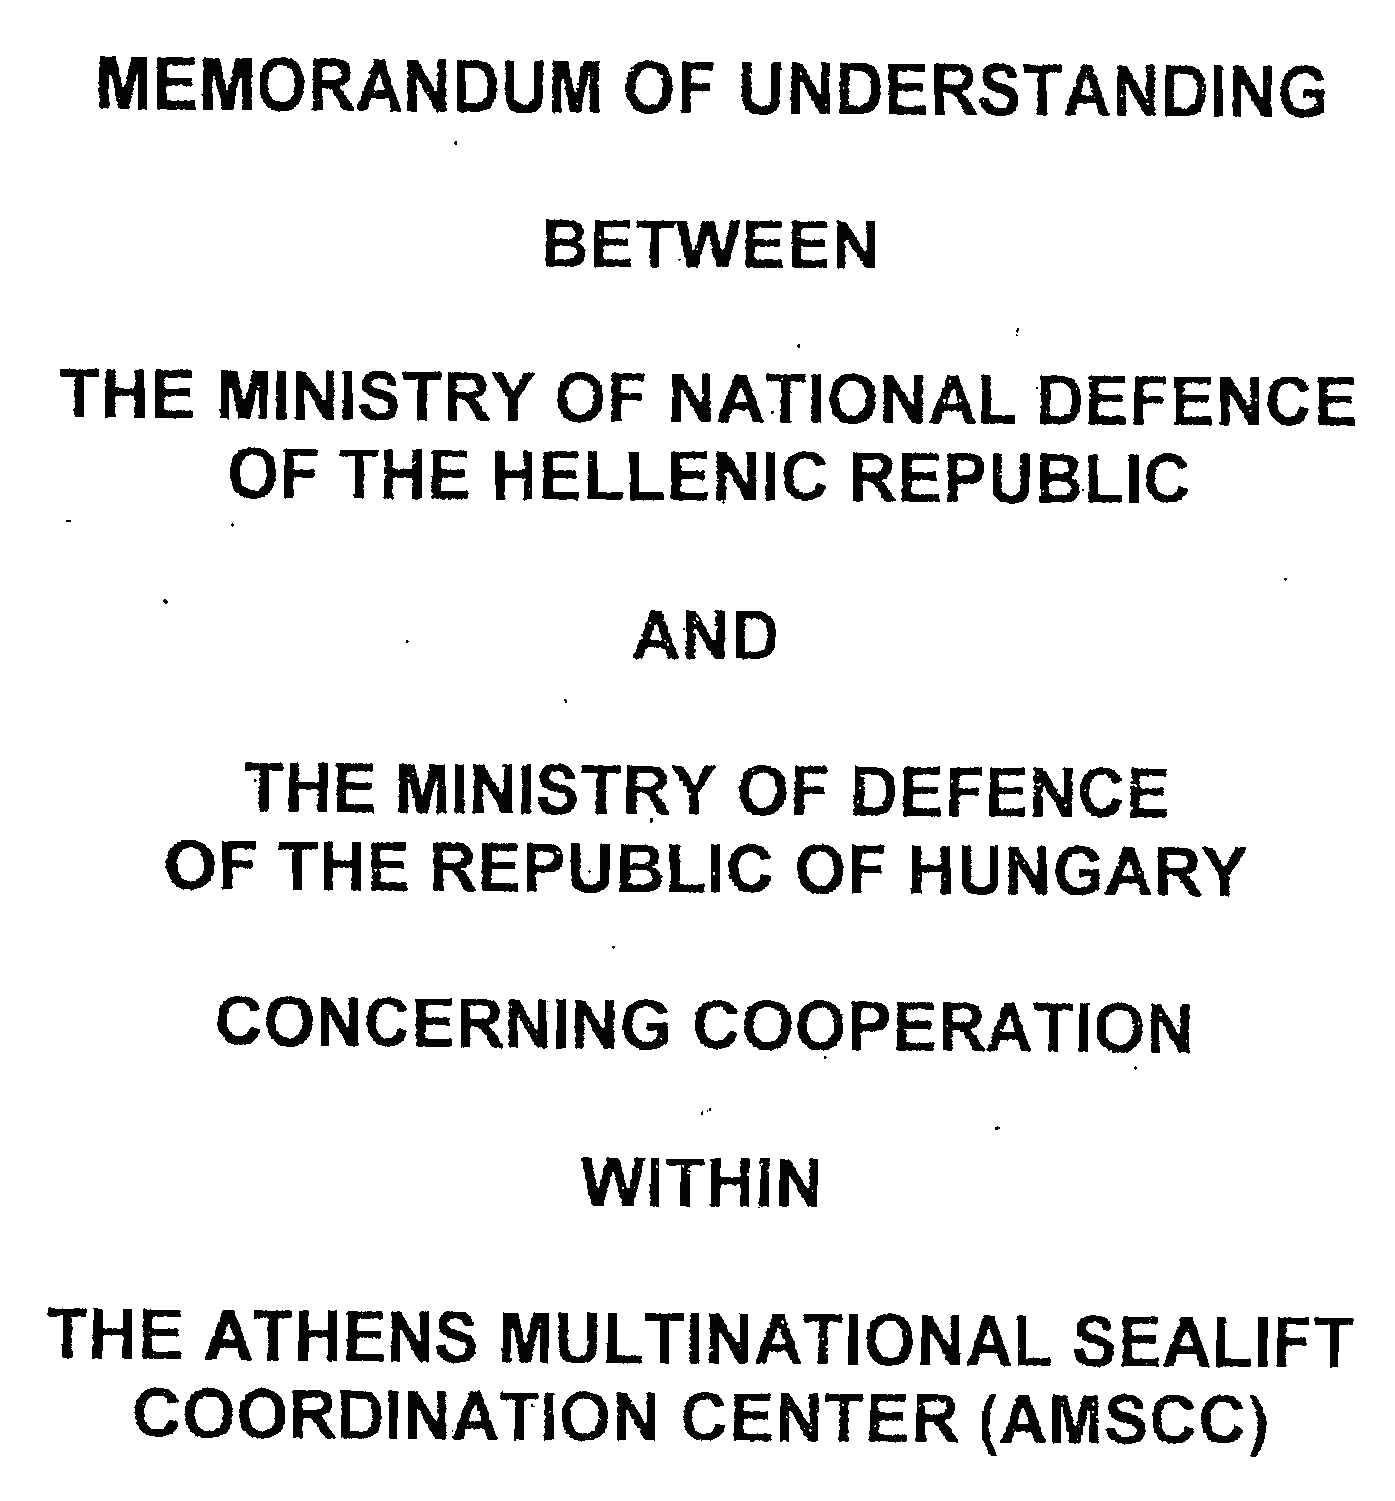 MEMORANDUM OF UNDERSTANDING
BETWEEN
THE MINISTRY OF NATIONAL DEFENCE
OF THE HELLENIC REPUBLIC
AND
THE MINISTRY OF DEFENCE
OF THE REPUBLIC OF HUNGARY
CONCERNING COOPERATION
WITHIN
THE ATHENS MULTINATIONAL SEALIFT
COORDINATION CENTER (AMSCC)